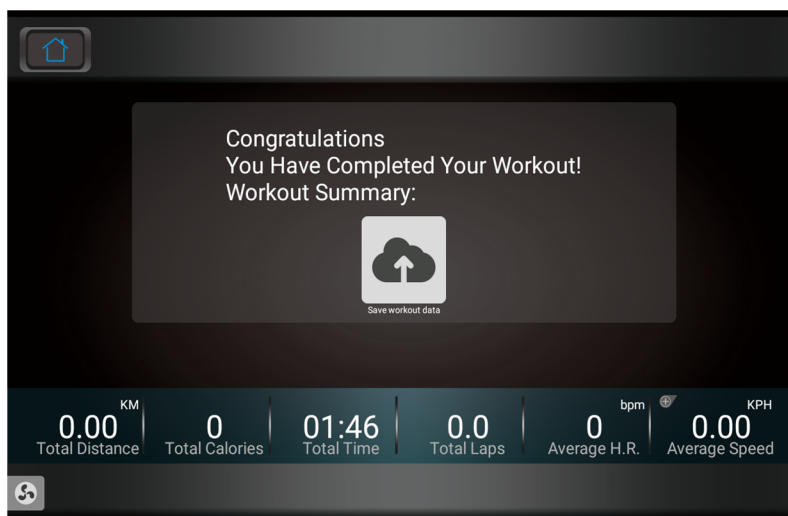 Congratulations
You Have Completed Your Workout!
Workout Summary:
Save workout data
KM
0.00
Total Distance
0
Total Calories
01:46
Total Time
0.0
Total Laps
bpm
0
Average H.R.
KPH
0.00
Average Speed